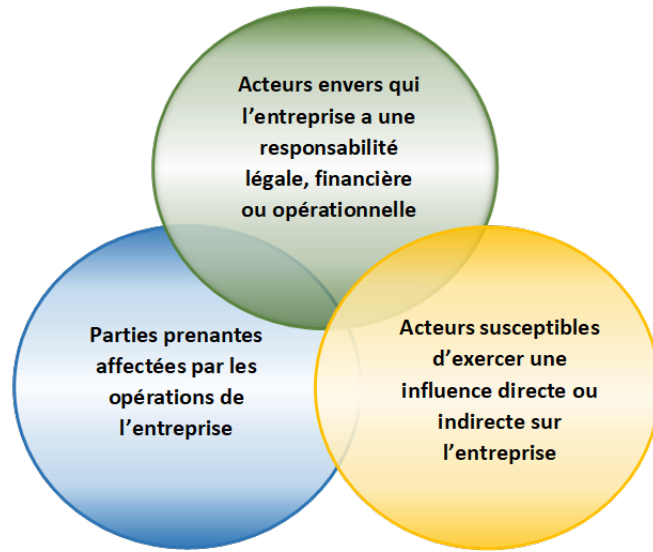 Acteurs envers qui
l’entreprise a une
responsabilité
légale, financière
ou opérationnelle
Parties prenantes
affectées par les
opérations de
l’entreprise
Acteurs susceptibles
d’exercer une
influence directe ou
indirecte sur
l’entreprise